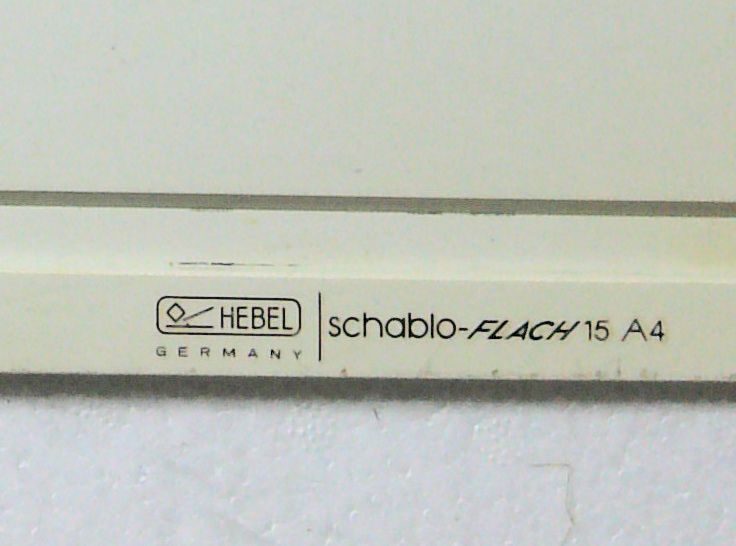 HEBEL
GERMANY
schablo-FLACH 15 A4